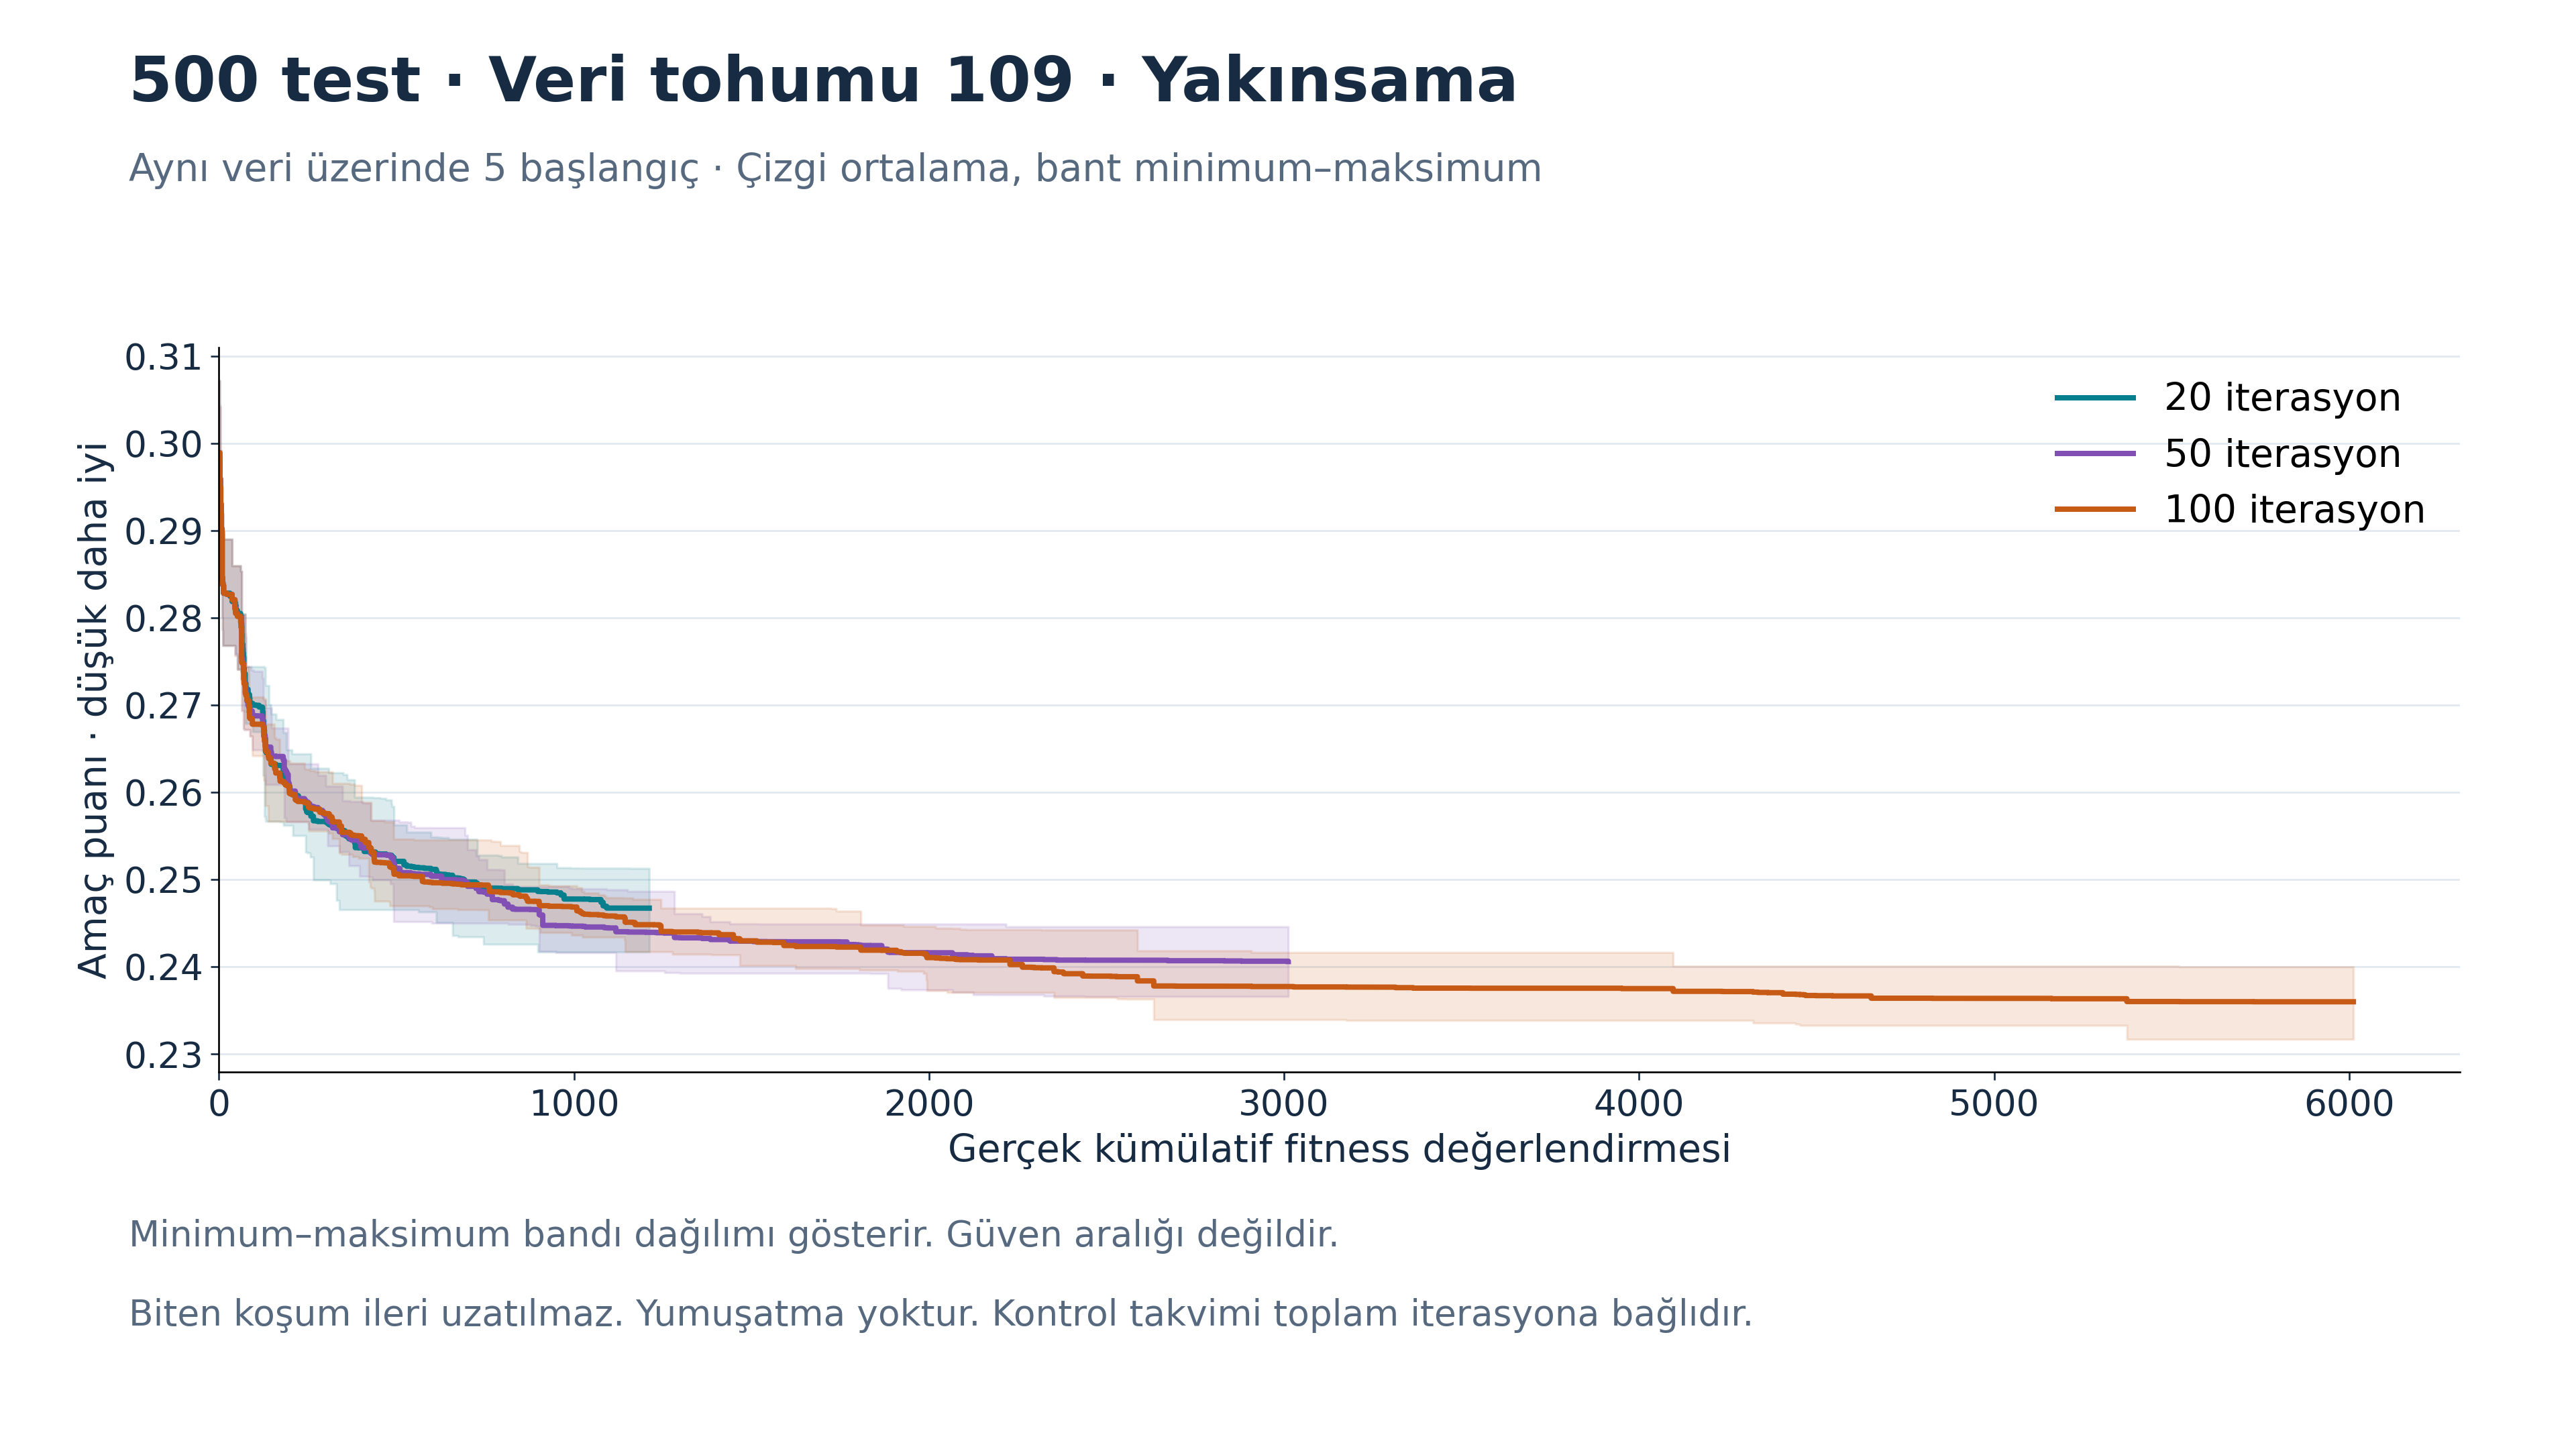 500 test · Veri tohumu 109 · Yakınsama
Aynı veri üzerinde 5 başlangıç · Çizgi ortalama, bant minimum–maksimum
Amaç puanı · düşük daha iyi
0.31
0.30
0.29
0.28
0.27
0.26
0.25
0.24
0.23
20 iterasyon
50 iterasyon
100 iterasyon
0 1000 2000 3000 4000 5000 6000
Gerçek kümülatif fitness değerlendirmesi
Minimum–maksimum bandı dağılımı gösterir. Güven aralığı değildir.
Biten koşum ileri uzatılmaz. Yumuşatma yoktur. Kontrol takvimi toplam iterasyona bağlıdır.